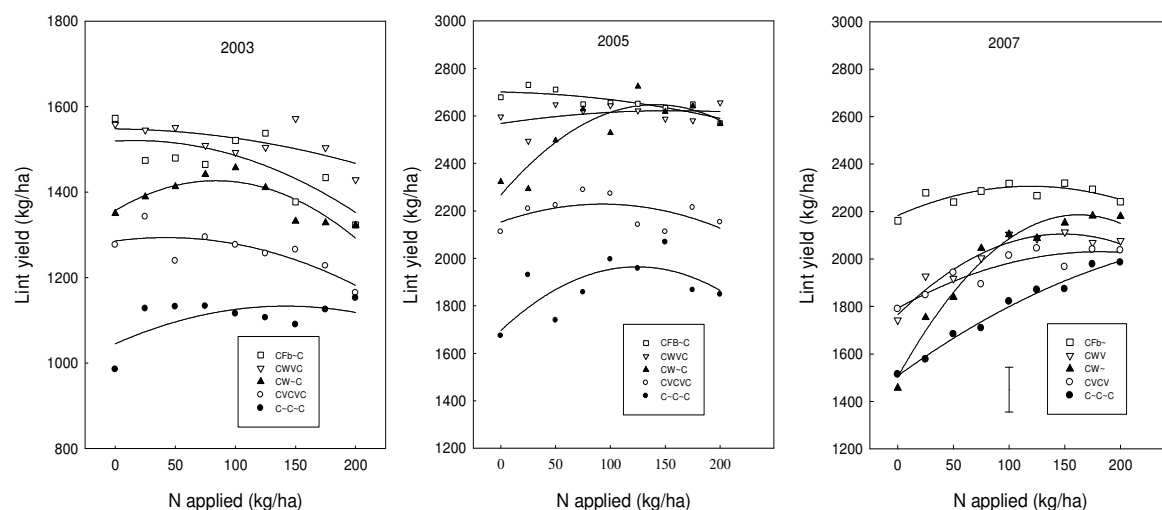 2003
Lint yield (kg/ha)
1800
1600
1400
1200
1000
800
0 50 100 150 200
N applied (kg/ha)
CFb~C
CWVC
CW~C
CVCVC
C~C~C
2005
Lint yield (kg/ha)
3000
2800
2600
2400
2200
2000
1800
1600
1400
1200
0 50 100 150 200
N applied (kg/ha)
CFB~C
CWVC
CW~C
CVCVC
C~C~C
2007
Lint yield (kg/ha)
3000
2800
2600
2400
2200
2000
1800
1600
1400
1200
0 50 100 150 200
N applied (kg/ha)
CFb~
CWV
CW~
CVCV
C~C~C